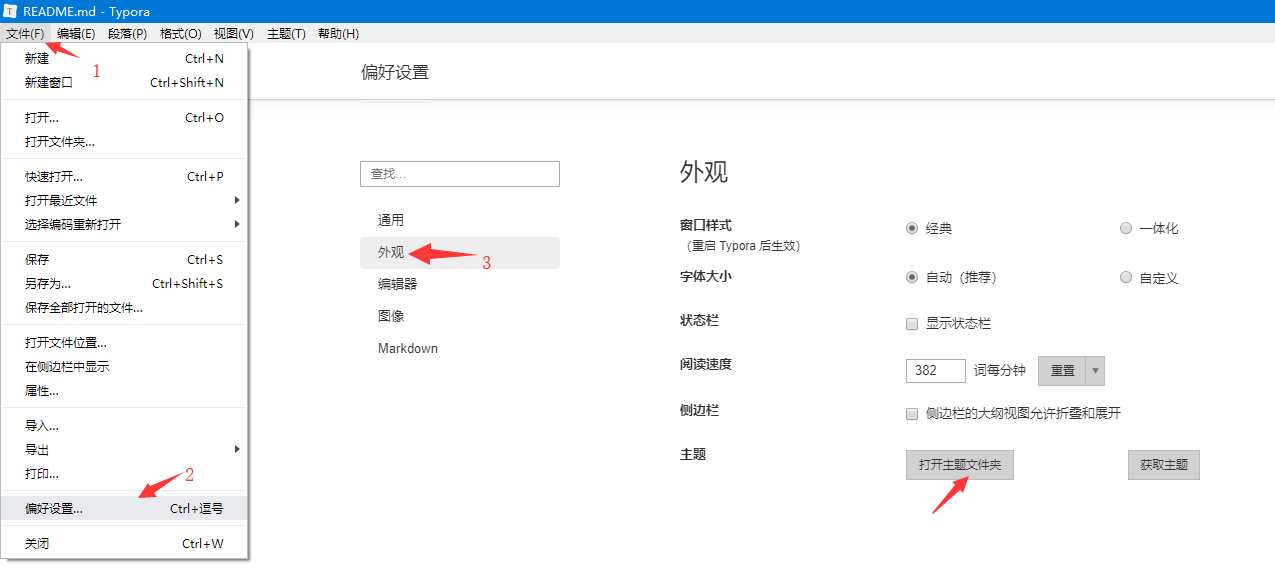 README.md - Typora
文件(F) 编辑(E) 段落(P) 格式(O) 视图(V) 主题(T) 帮助(H)
1
新建 Ctrl+N
新建窗口 Ctrl+Shift+N
打开... Ctrl+O
打开文件夹...
快速打开... Ctrl+P
打开最近文件
选择编码重新打开
保存 Ctrl+S
另存为... Ctrl+Shift+S
保存全部打开的文件...
打开文件位置...
在侧边栏中显示
属性...
导入...
导出
打印...
2
偏好设置... Ctrl+逗号
关闭 Ctrl+W
偏好设置
查找...
通用
外观
3
编辑器
图像
Markdown
外观
窗口样式 经典 一体化
（重启 Typora 后生效）
字体大小 自动（推荐） 自定义
状态栏 显示状态栏
阅读速度 382 词每分钟 重置
侧边栏 侧边栏的大纲视图允许折叠和展开
主题 打开主题文件夹 获取主题